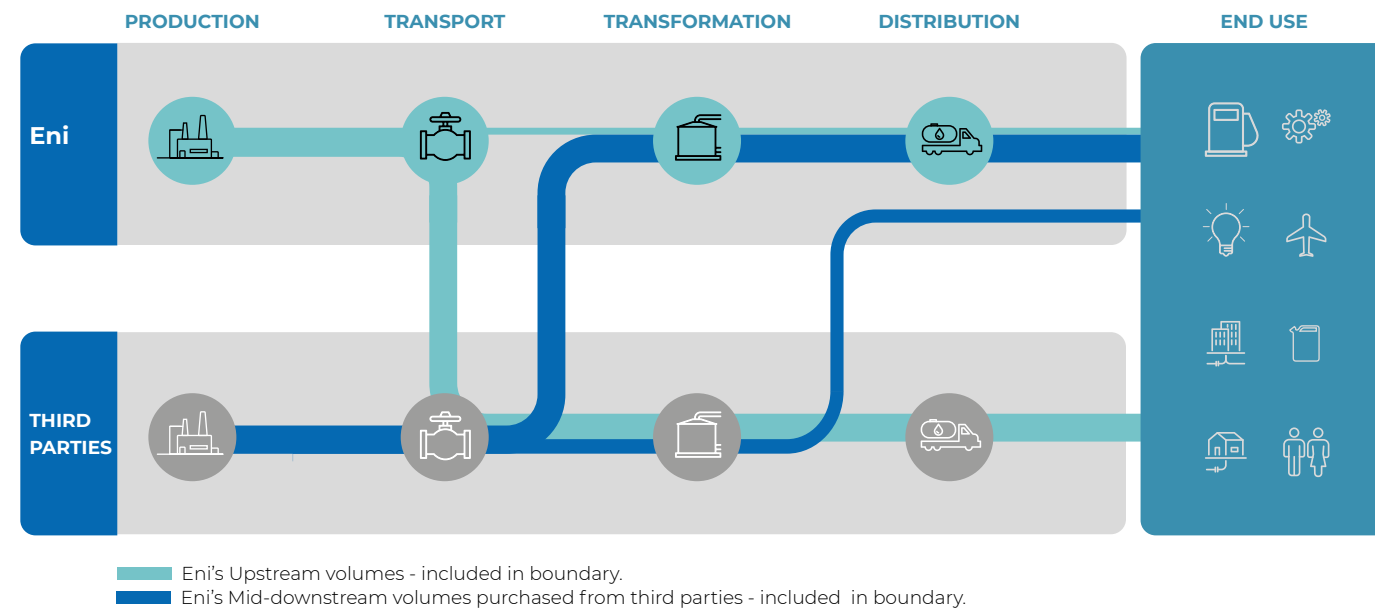 PRODUCTION TRANSPORT TRANSFORMATION DISTRIBUTION END USE
Eni
THIRD
PARTIES
Eni's Upstream volumes - included in boundary.
Eni's Mid-downstream volumes purchased from third parties - included in boundary.